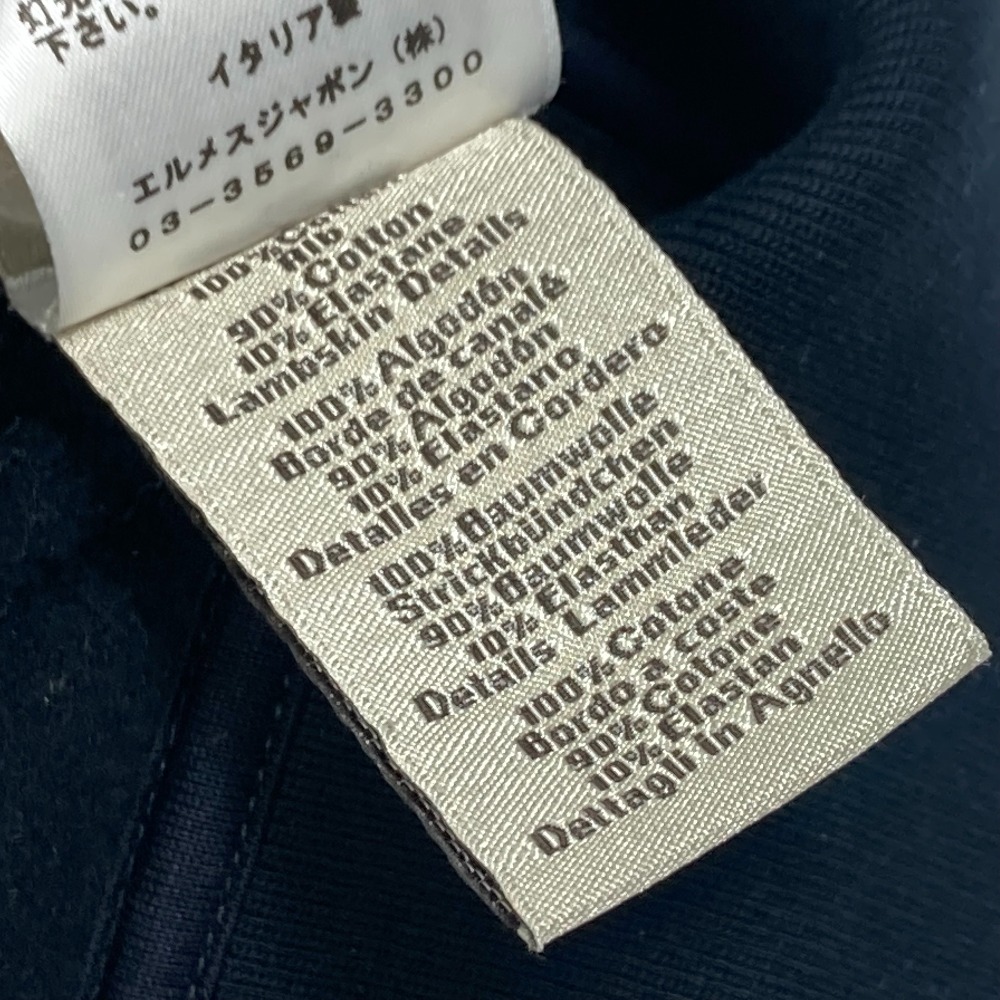 下さい。
イタリア製
エルメスジャポン（株）
03-3569-3300
100% C
Rib
90% Cotton
10% Elastane
Lambskin Details
100% Algodón
Borde de canalé
90% Algodón
10% Elastano
Detalles en Cordero
100% Baumwolle
Strickbündchen
90% Baumwolle
10% Elasthan
Details Lammleder
100% Cotone
Bordo a coste
90% Cotone
10% Elastan
Dettagli in Agnello